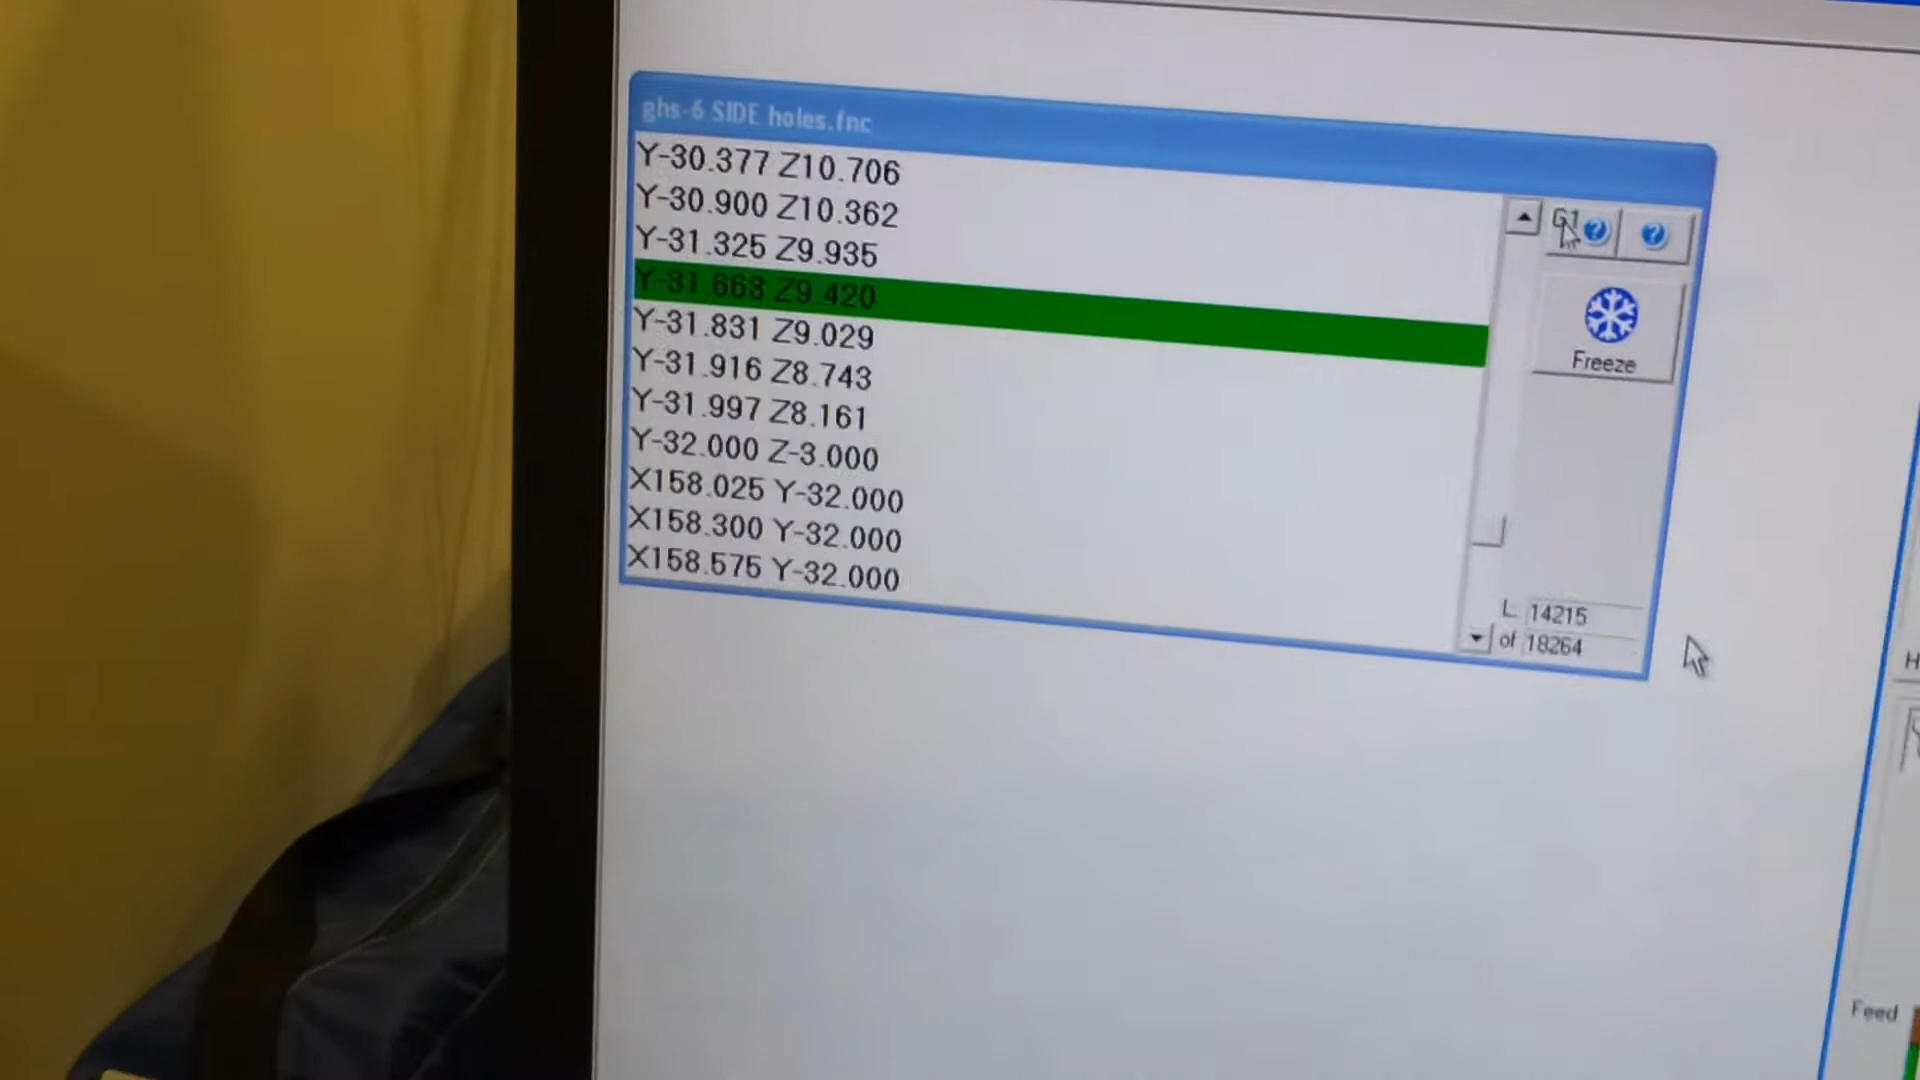 ghs-6 SIDE holes.fnc
Y-30.377 Z10.706
Y-30.900 Z10.362
Y-31.325 Z9.935
Y-31.663 Z9.420
Y-31.831 Z9.029
Y-31.916 Z8.743
Y-31.997 Z8.161
Y-32.000 Z-3.000
X158.025 Y-32.000
X158.300 Y-32.000
X158.575 Y-32.000
G1 ? ?
Freeze
L: 14215
of 18264
H
Feed